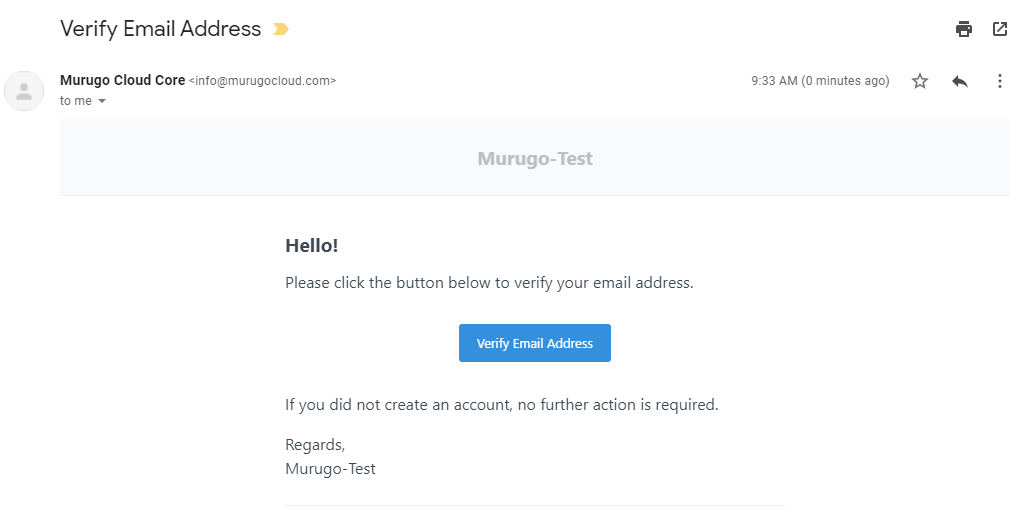 Verify Email Address
Murugo Cloud Core <info@murugocloud.com>
9:33 AM (0 minutes ago)
to me
Murugo-Test
Hello!
Please click the button below to verify your email address.
Verify Email Address
If you did not create an account, no further action is required.
Regards,
Murugo-Test